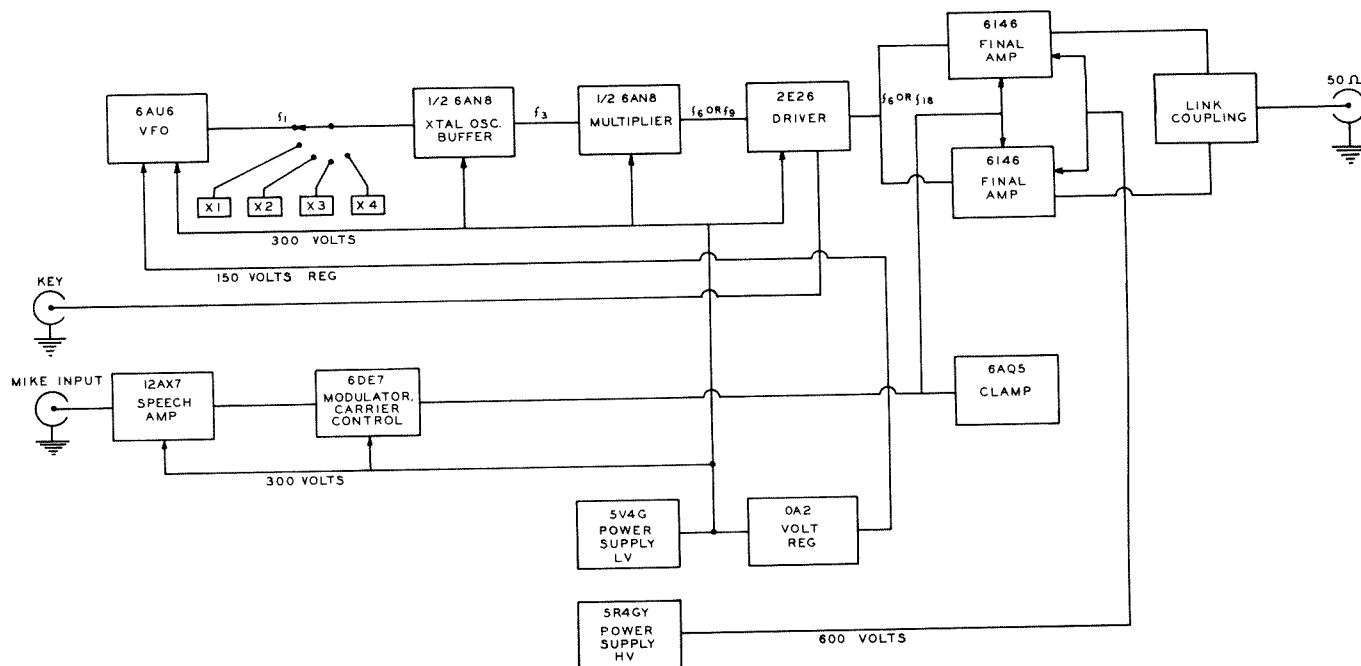 6146
FINAL
AMP
50 Ω
6AU6
VFO
f1
1/2 6AN8
XTAL OSC.
BUFFER
f3
1/2 6AN8
MULTIPLIER
f6 OR f9
2E26
DRIVER
f6 OR f18
LINK
COUPLING
6146
FINAL
AMP
X1
X2
X3
X4
300 VOLTS
150 VOLTS REG
KEY
MIKE INPUT
12AX7
SPEECH
AMP
6DE7
MODULATOR,
CARRIER
CONTROL
6AQ5
CLAMP
300 VOLTS
5V4G
POWER
SUPPLY
LV
OA2
VOLT
REG
5R4GY
POWER
SUPPLY
HV
600 VOLTS